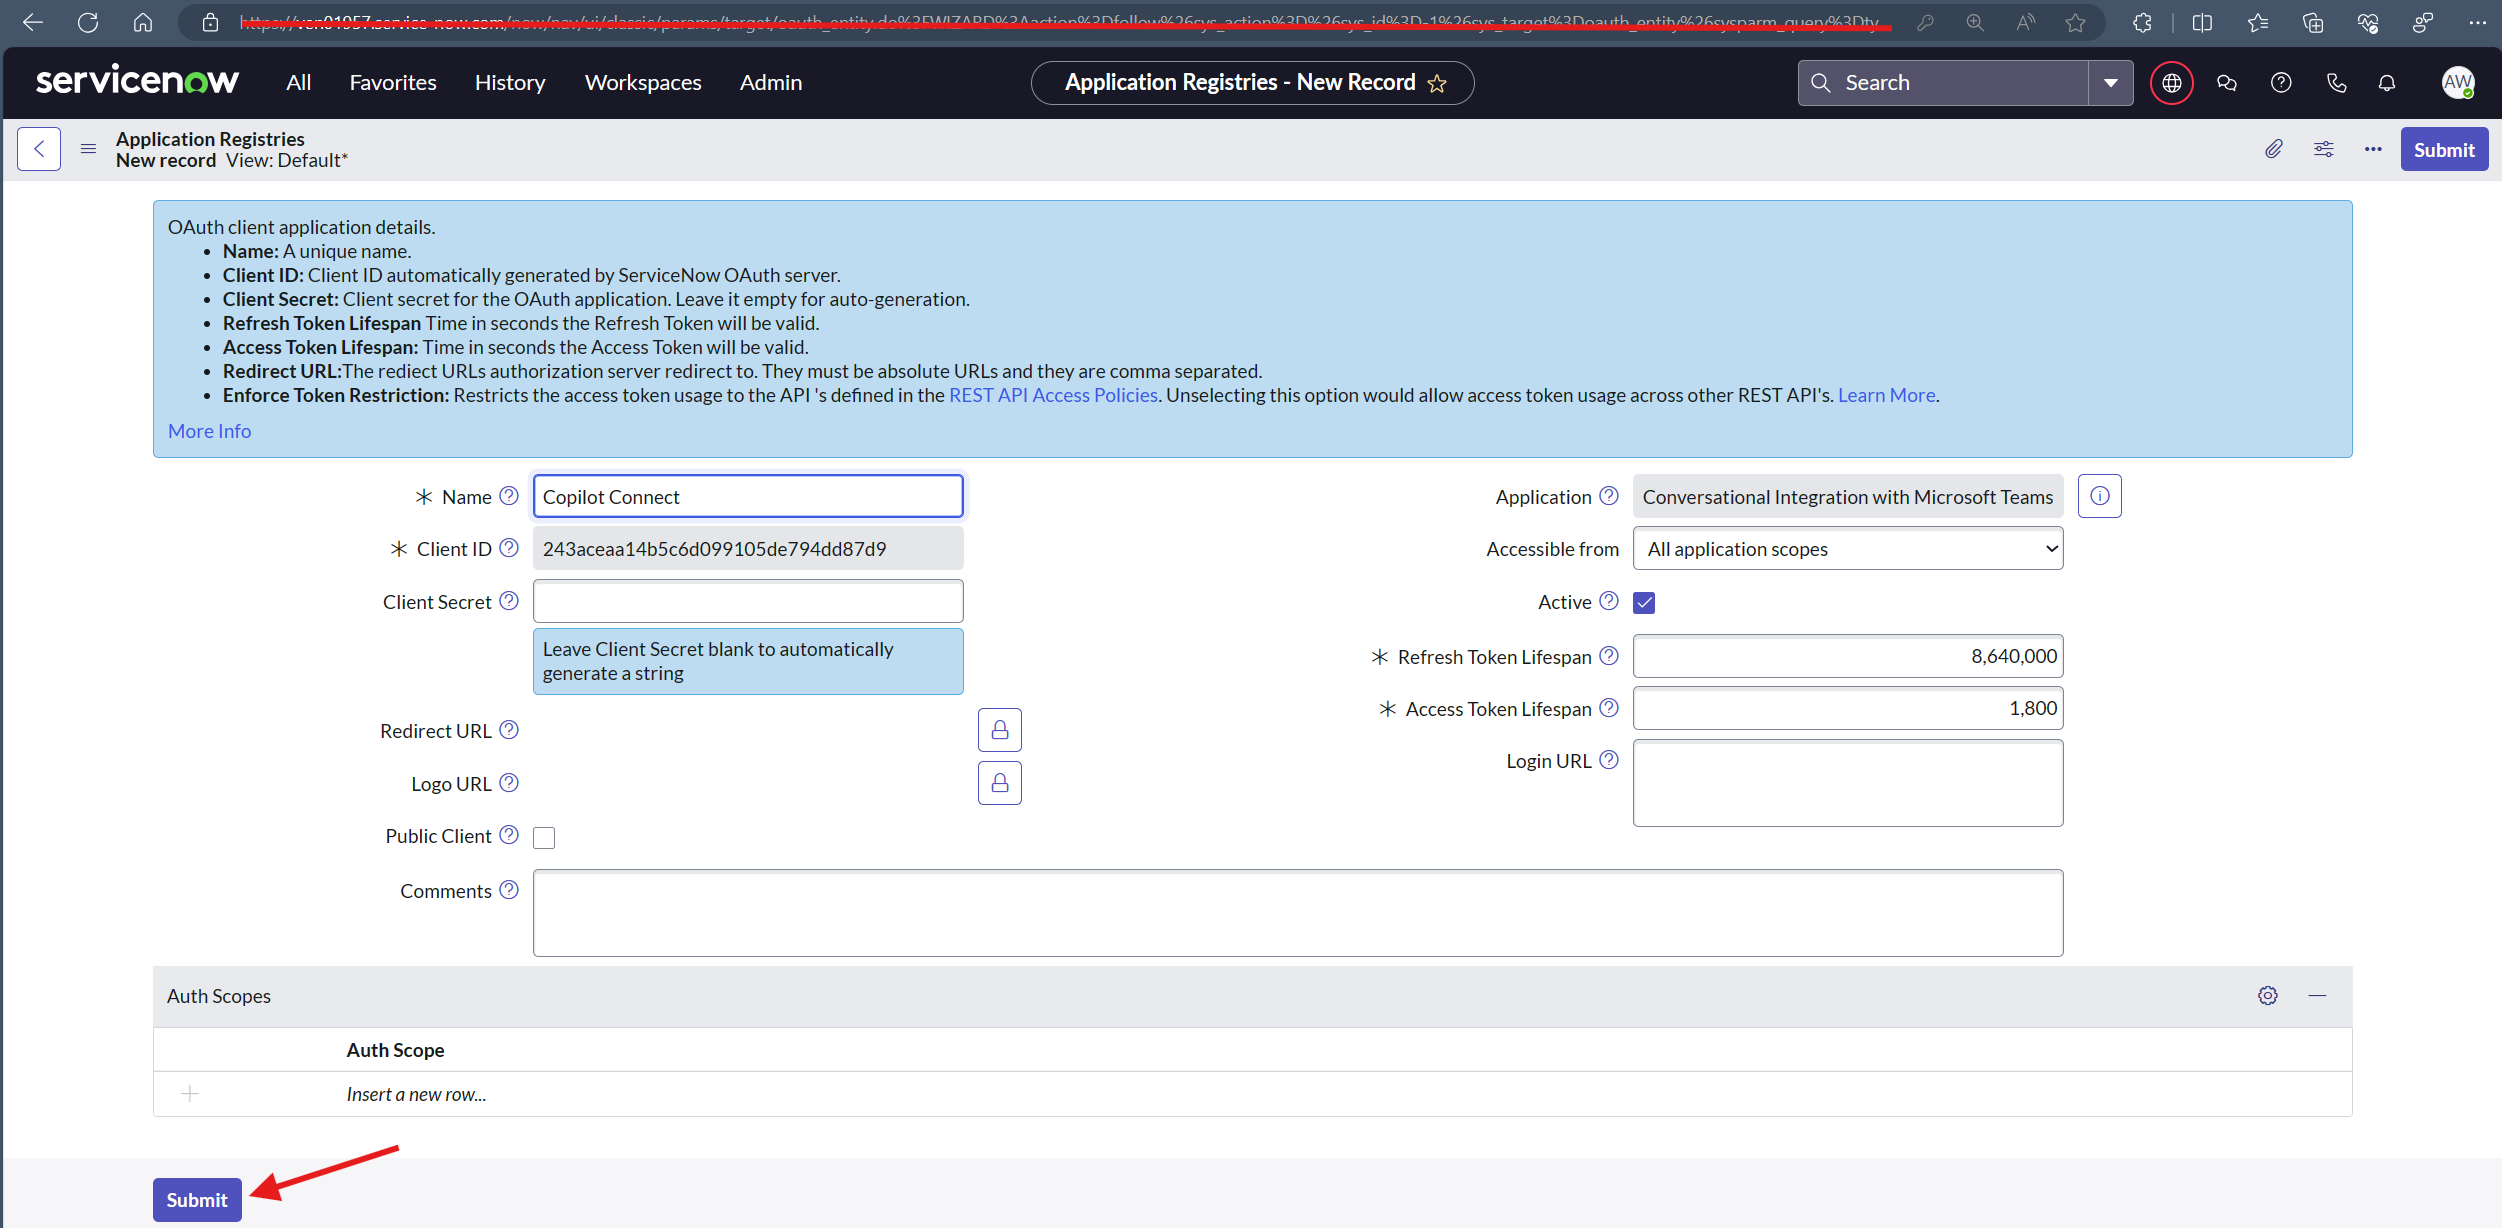 servicenow
All Favorites History Workspaces Admin
Application Registries - New Record
Search
AW
Application Registries
New record View: Default*
Submit
OAuth client application details.
• Name: A unique name.
• Client ID: Client ID automatically generated by ServiceNow OAuth server.
• Client Secret: Client secret for the OAuth application. Leave it empty for auto-generation.
• Refresh Token Lifespan Time in seconds the Refresh Token will be valid.
• Access Token Lifespan: Time in seconds the Access Token will be valid.
• Redirect URL:The rediect URLs authorization server redirect to. They must be absolute URLs and they are comma separated.
• Enforce Token Restriction: Restricts the access token usage to the API 's defined in the REST API Access Policies. Unselecting this option would allow access token usage across other REST API's. Learn More.
More Info
Name Copilot Connect
Application Conversational Integration with Microsoft Teams
Client ID 243aceaa14b5c6d099105de794dd87d9
Accessible from All application scopes
Client Secret
Active
Leave Client Secret blank to automatically
generate a string
Refresh Token Lifespan 8,640,000
Access Token Lifespan 1,800
Redirect URL
Login URL
Logo URL
Public Client
Comments
Auth Scopes
Auth Scope
Insert a new row...
Submit